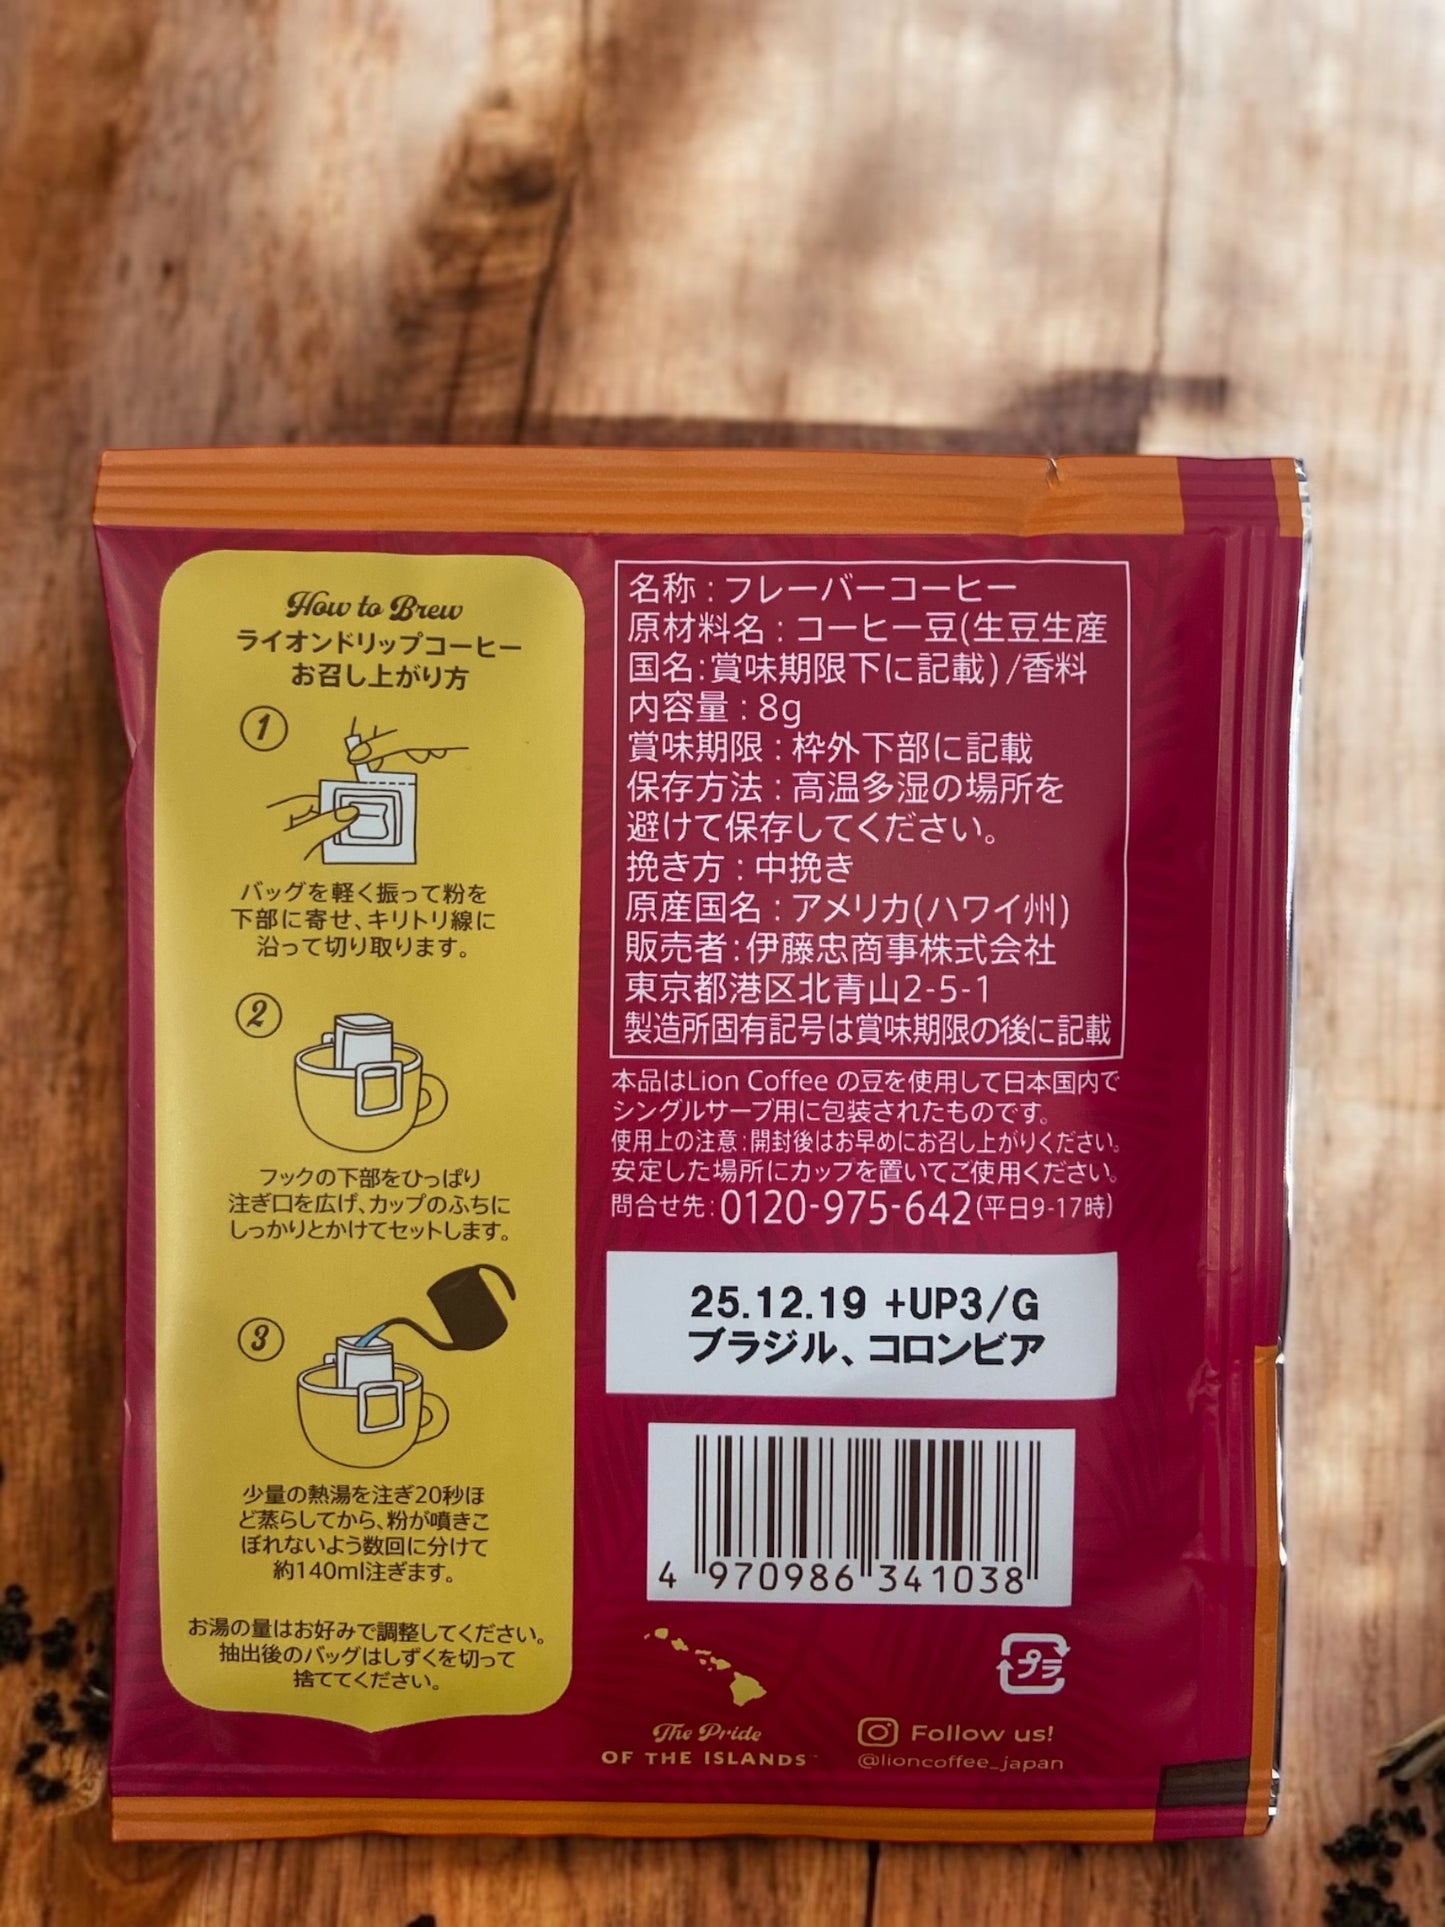 How to Brew
ライオンドリップコーヒー
お召し上がり方
1
バッグを軽く振って粉を
下部に寄せ、キリトリ線に
沿って切り取ります。
2
フックの下部をひっぱり
注ぎ口を広げ、カップのふちに
しっかりとかけてセットします。
3
少量の熱湯を注ぎ20秒ほ
ど蒸らしてから、粉が噴きこ
ぼれないよう数回に分けて
約140ml注ぎます。
お湯の量はお好みで調整してください。
抽出後のバッグはしずくを切って
捨ててください。
名称：フレーバーコーヒー
原材料名：コーヒー豆(生豆生産
国名：賞味期限下に記載)/香料
内容量：8g
賞味期限：枠外下部に記載
保存方法：高温多湿の場所を
避けて保存してください。
挽き方：中挽き
原産国名：アメリカ(ハワイ州)
販売者：伊藤忠商事株式会社
東京都港区北青山2-5-1
製造所固有記号は賞味期限の後に記載
本品はLion Coffee の豆を使用して日本国内で
シングルサーブ用に包装されたものです。
使用上の注意：開封後はお早めにお召し上がりください。
安定した場所にカップを置いてご使用ください。
問合せ先：0120-975-642(平日9-17時)
25.12.19 +UP3/G
ブラジル、コロンビア
4 970986 341038
プラ
The Pride
OF THE ISLANDS
Follow us!
@lioncoffee_japan